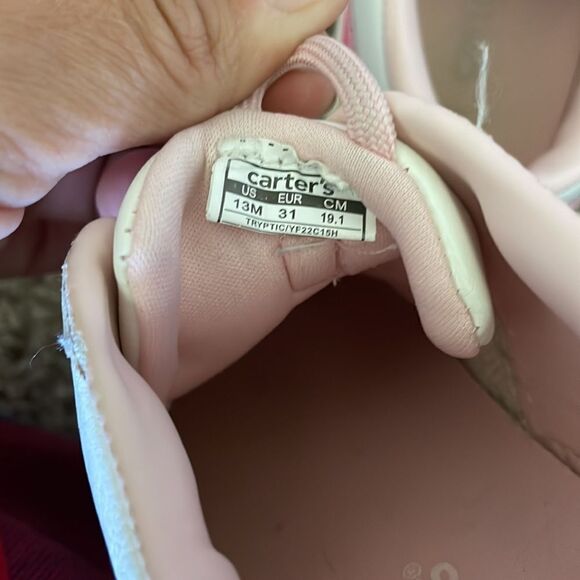 carter's
US EUR CM
13M 31 19.1
TRYPTIC/YF22C15H